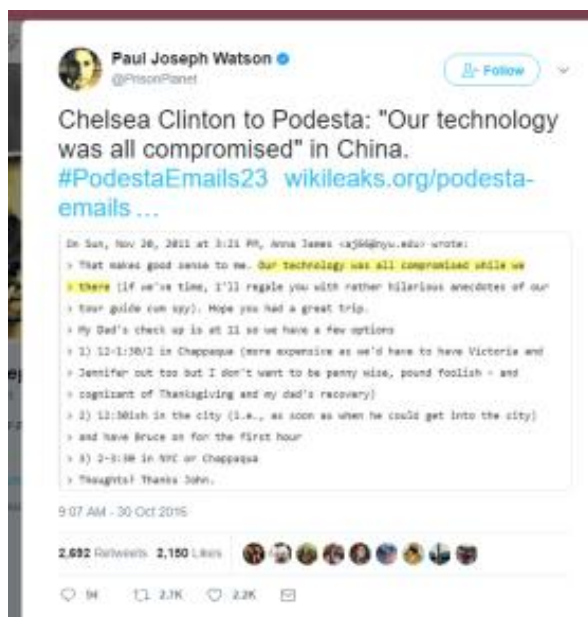 Paul Joseph Watson
@PrisonPlanet
Follow
Chelsea Clinton to Podesta: "Our technology
was all compromised" in China.
#PodestaEmails23 wikileaks.org/podesta-
emails ...
On Sun, Nov 20, 2011 at 3:21 PM, Anna James <aj66@nyu.edu> wrote:
> That makes good sense to me. Our technology was all compromised while we
> there (if we've time, I'll regale you with rather hilarious anecdotes of our
> tour guide cum spy). Hope you had a great trip.
> My Dad's check up is at 11 so we have a few options
> 1) 12-1:30/2 in Chappaqua (more expensive as we'd have to have Victoria and
> Jennifer out too but I don't want to be penny wise, pound foolish - and
> cognizant of Thanksgiving and my dad's recovery)
> 2) 12:30ish in the city (i.e., as soon as when he could get into the city)
> and have Bruce on for the first hour
> 3) 2-3:30 in NYC or Chappaqua
> Thoughts? Thanks John.
9:07 AM - 30 Oct 2016
2,692 Retweets 2,150 Likes
94 2.7K 2.2K